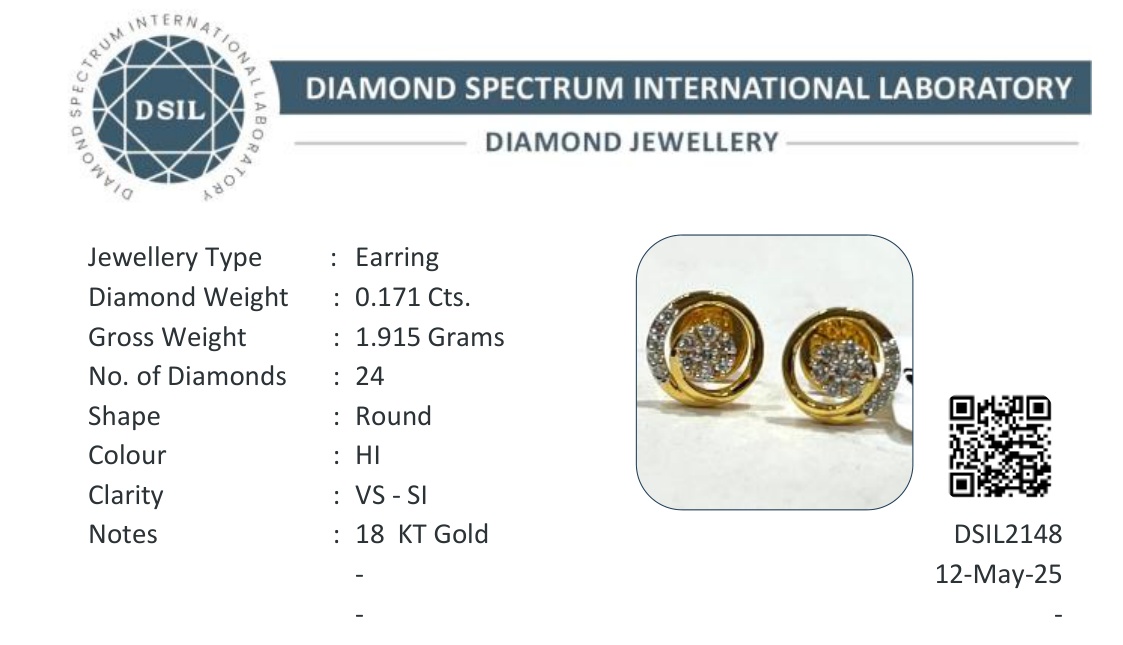 DIAMOND SPECTRUM INTERNATIONAL LABORATORY
DSIL
DIAMOND SPECTRUM INTERNATIONAL LABORATORY
DIAMOND JEWELLERY
Jewellery Type : Earring
Diamond Weight : 0.171 Cts.
Gross Weight : 1.915 Grams
No. of Diamonds : 24
Shape : Round
Colour : HI
Clarity : VS - SI
Notes : 18 KT Gold
-
-
DSIL2148
12-May-25
-